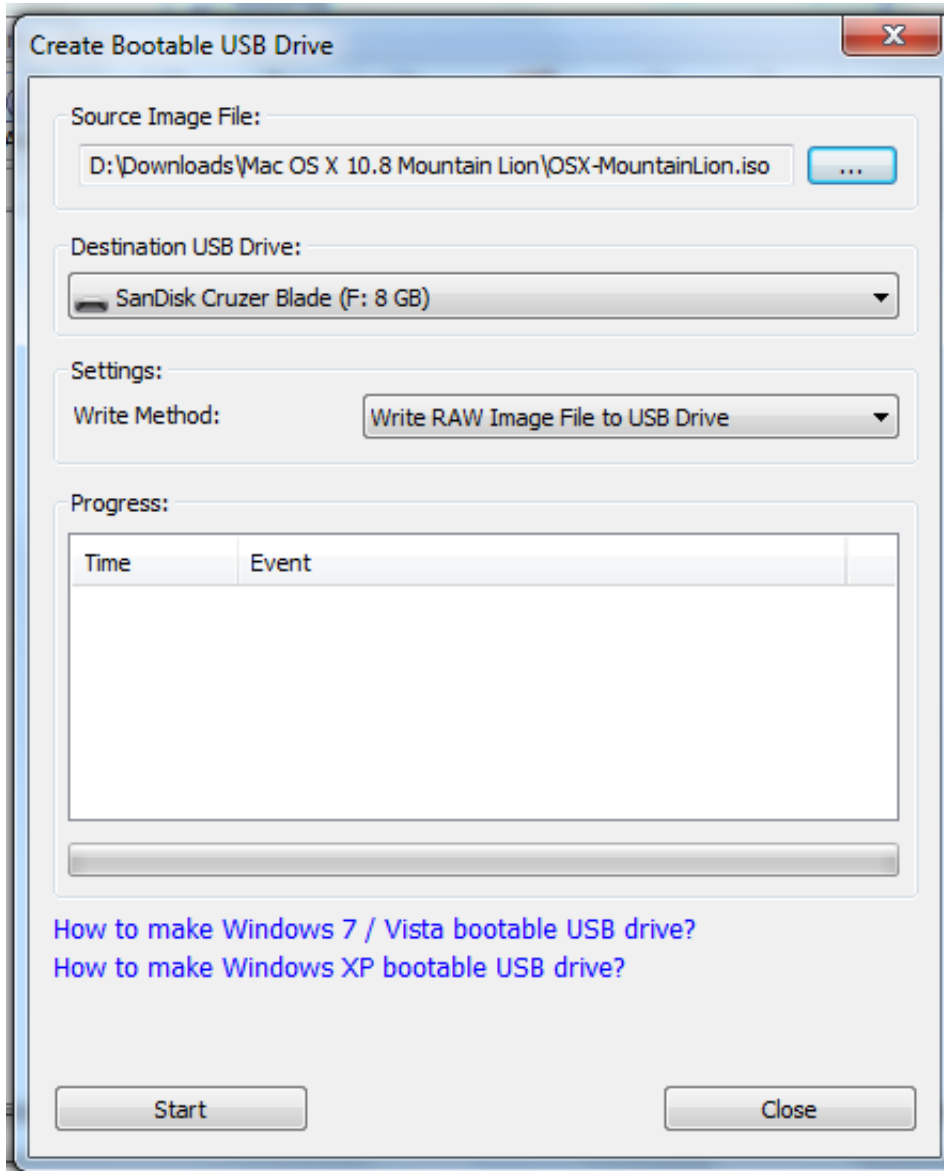 Create Bootable USB Drive
Source Image File:
D:\Downloads\Mac OS X 10.8 Mountain Lion\OSX-MountainLion.iso
...
Destination USB Drive:
SanDisk Cruzer Blade (F: 8 GB)
Settings:
Write Method:
Write RAW Image File to USB Drive
Progress:
Time Event
How to make Windows 7 / Vista bootable USB drive?
How to make Windows XP bootable USB drive?
Start Close